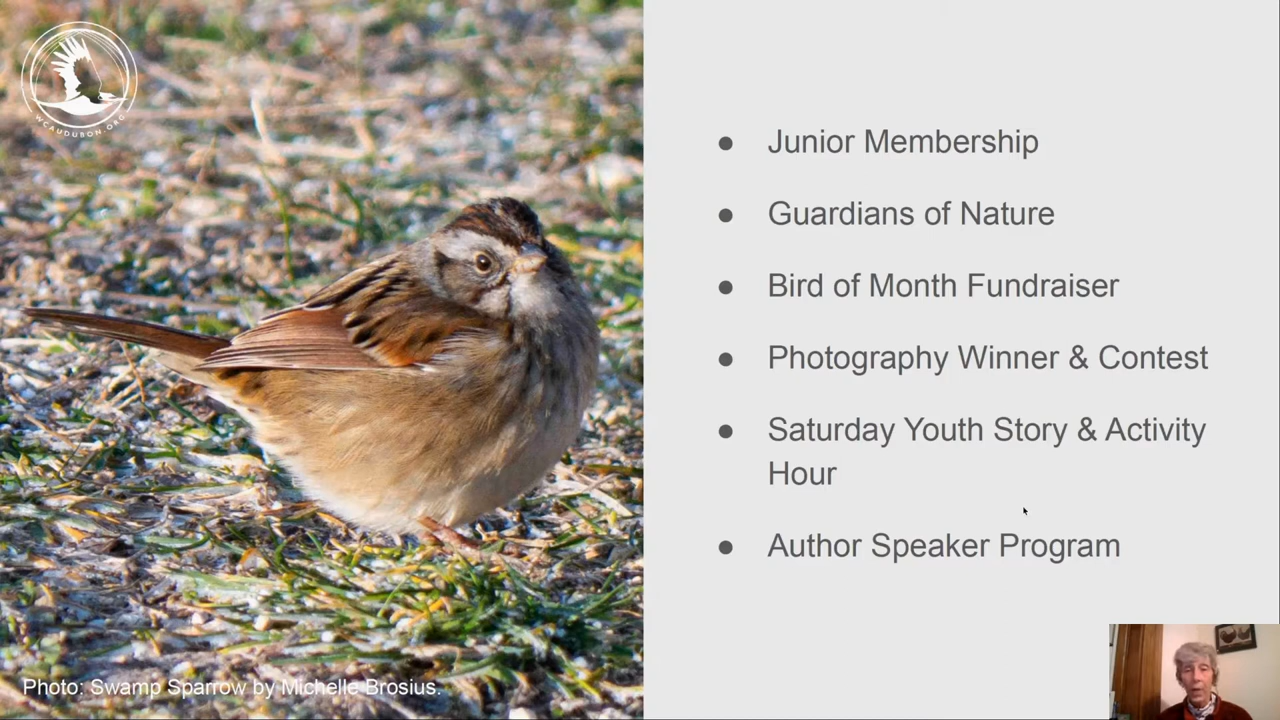 WCAUDUBON.ORG
● Junior Membership
● Guardians of Nature
● Bird of Month Fundraiser
● Photography Winner & Contest
● Saturday Youth Story & Activity
Hour
● Author Speaker Program
Photo: Swamp Sparrow by Michelle Brosius.